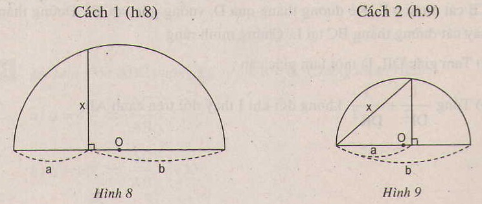 Cách 1 (h.8)
Cách 2 (h.9)
x
O
a
b
Hình 8
x
O
a
b
Hình 9